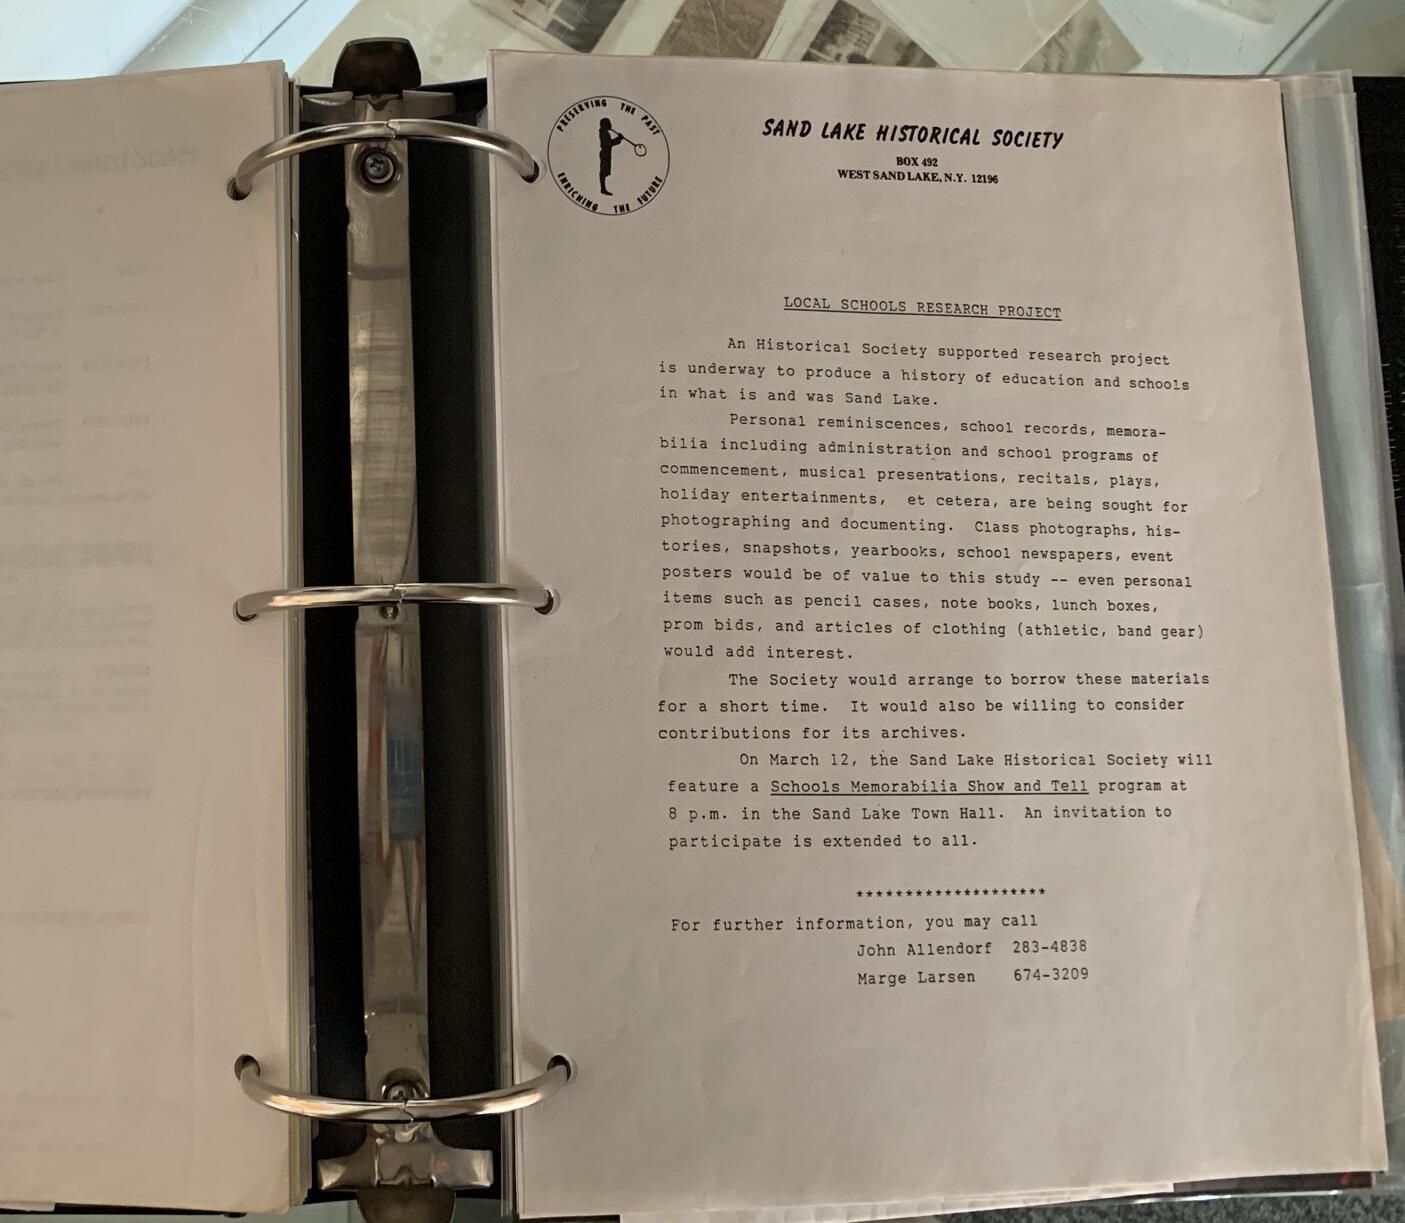 PRESERVING THE PAST
ENRICHING THE FUTURE
SAND LAKE HISTORICAL SOCIETY
BOX 492
WEST SAND LAKE, N.Y. 12196
LOCAL SCHOOLS RESEARCH PROJECT
An Historical Society supported research project
is underway to produce a history of education and schools
in what is and was Sand Lake.
Personal reminiscences, school records, memora-
bilia including administration and school programs of
commencement, musical presentations, recitals, plays,
holiday entertainments, et cetera, are being sought for
photographing and documenting. Class photographs, his-
tories, snapshots, yearbooks, school newspapers, event
posters would be of value to this study -- even personal
items such as pencil cases, note books, lunch boxes,
prom bids, and articles of clothing (athletic, band gear)
would add interest.
The Society would arrange to borrow these materials
for a short time. It would also be willing to consider
contributions for its archives.
On March 12, the Sand Lake Historical Society will
feature a Schools Memorabilia Show and Tell program at
8 p.m. in the Sand Lake Town Hall. An invitation to
participate is extended to all.
*******************
For further information, you may call
John Allendorf 283-4838
Marge Larsen 674-3209